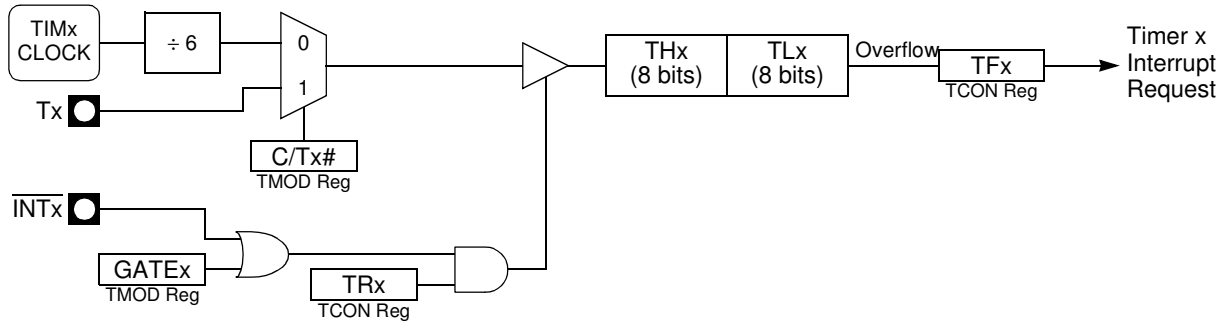 TIMx
CLOCK
÷ 6
0
1
Tx
C/Tx#
TMOD Reg
INTx
GATEx
TMOD Reg
TRx
TCON Reg
THx
(8 bits)
TLx
(8 bits)
Overflow
TFx
TCON Reg
Timer x
Interrupt
Request